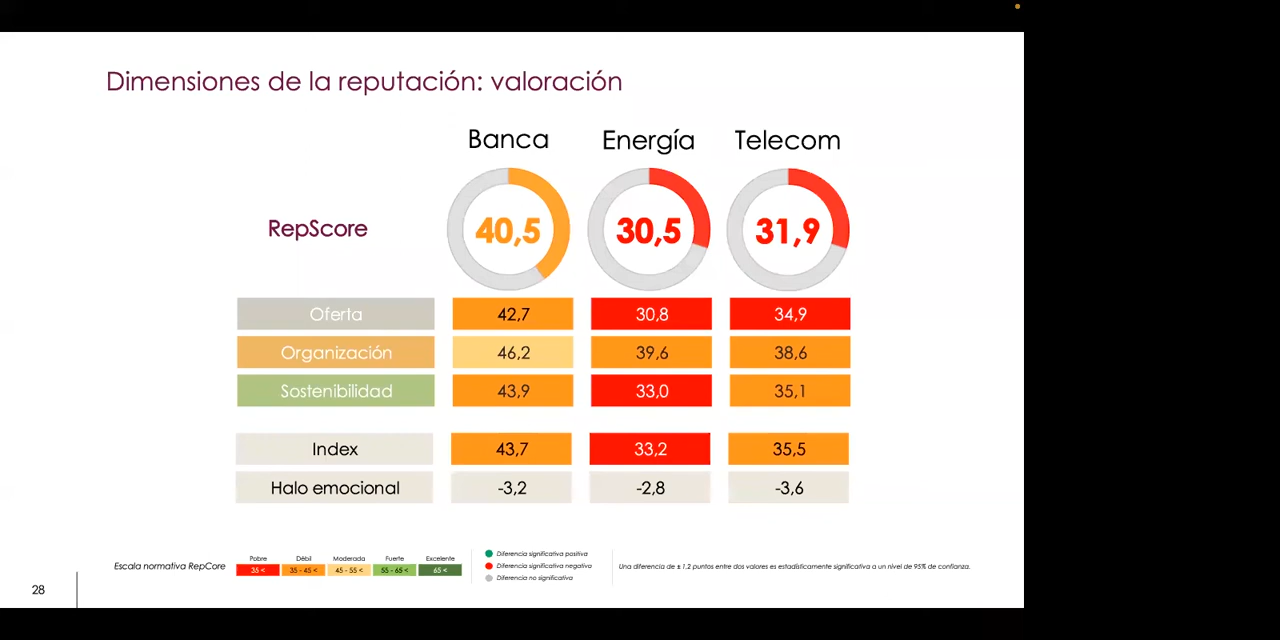 Dimensiones de la reputación: valoración
Banca Energía Telecom
RepScore 40,5 30,5 31,9
Oferta 42,7 30,8 34,9
Organización 46,2 39,6 38,6
Sostenibilidad 43,9 33,0 35,1
Index 43,7 33,2 35,5
Halo emocional -3,2 -2,8 -3,6
Escala normativa RepCore
Pobre Débil Moderada Fuerte Excelente
35 < 35 - 45 < 45 - 55 < 55 - 65 < 65 <
Diferencia significativa positiva
Diferencia significativa negativa
Diferencia no significativa
Una diferencia de ± 1,2 puntos entre dos valores es estadísticamente significativa a un nivel de 95% de confianza.
28